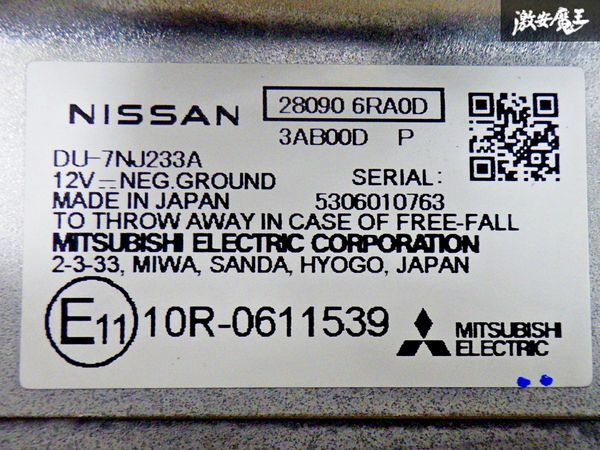 激安魔王
NISSAN 28090 6RA0D
3AB00D P
DU-7NJ233A
12V⎓NEG.GROUND SERIAL:
MADE IN JAPAN 5306010763
TO THROW AWAY IN CASE OF FREE-FALL
MITSUBISHI ELECTRIC CORPORATION
2-3-33, MIWA, SANDA, HYOGO, JAPAN
E11 10R-0611539
MITSUBISHI
ELECTRIC